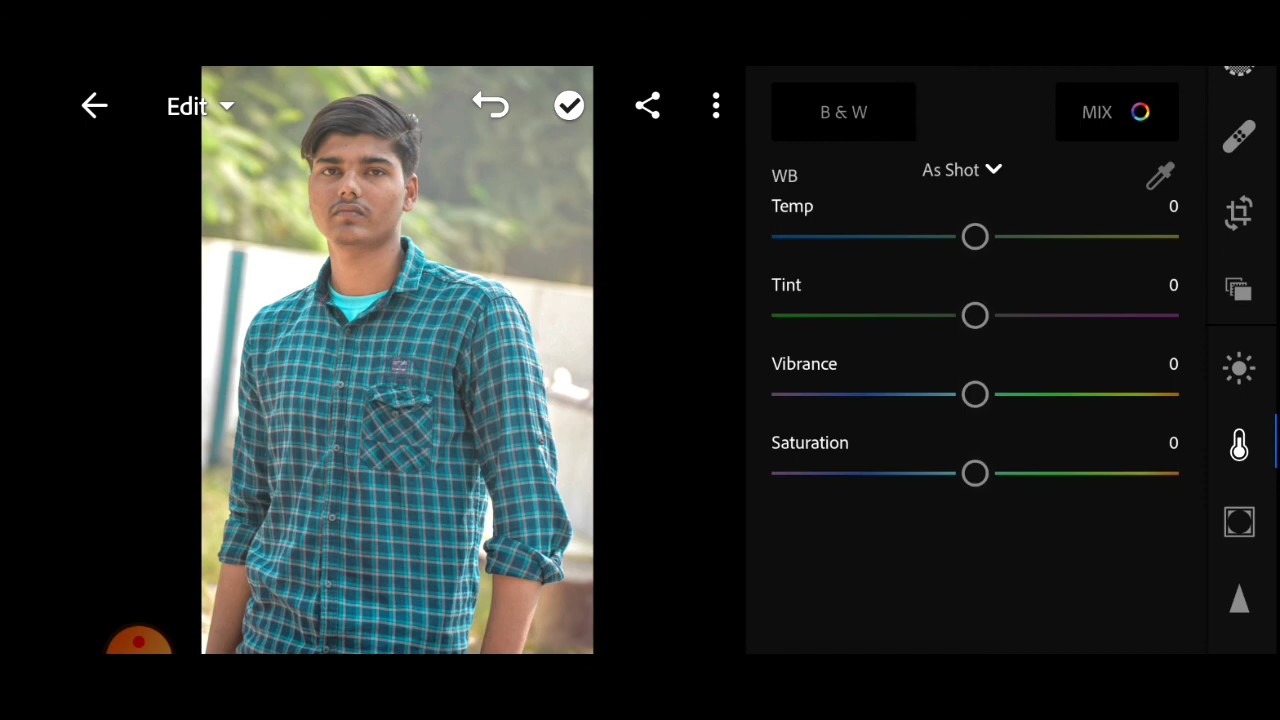 Edit
B & W
MIX
WB
As Shot
Temp
0
Tint
0
Vibrance
0
Saturation
0